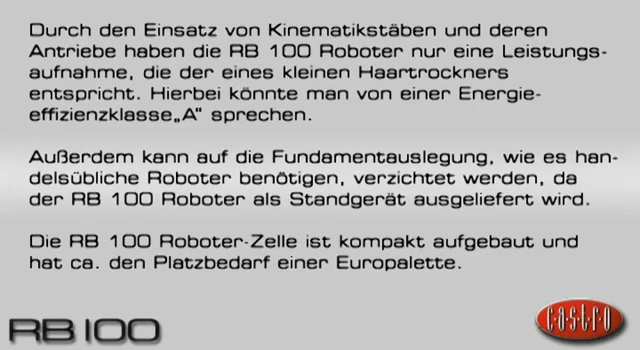 Durch den Einsatz von Kinematikstäben und deren
Antriebe haben die RB 100 Roboter nur eine Leistungs-
aufnahme, die der eines kleinen Haartrockners
entspricht. Hierbei könnte man von einer Energie-
effizienzklasse„A“ sprechen.
Außerdem kann auf die Fundamentauslegung, wie es han-
delsübliche Roboter benötigen, verzichtet werden, da
der RB 100 Roboter als Standgerät ausgeliefert wird.
Die RB 100 Roboter-Zelle ist kompakt aufgebaut und
hat ca. den Platzbedarf einer Europalette.
RB 100
castro